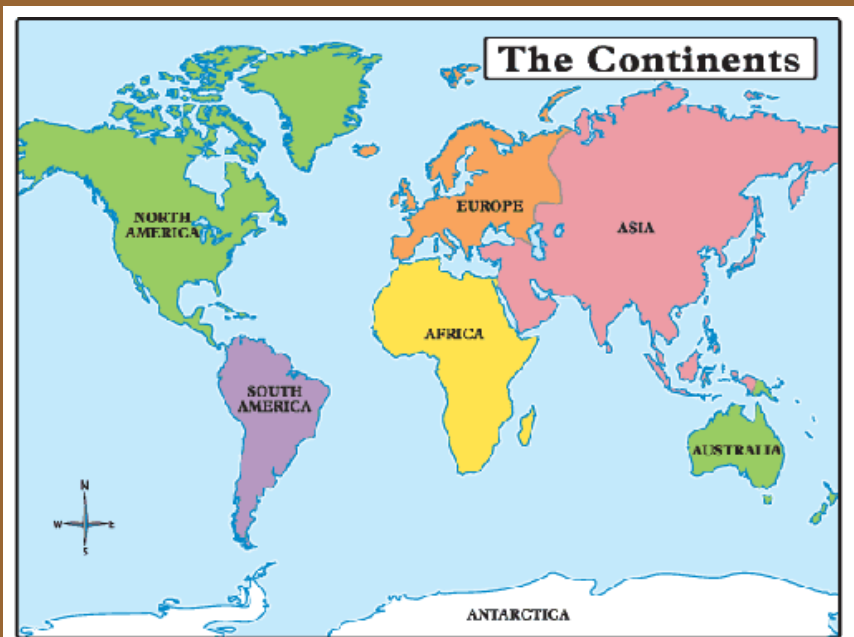 The Continents
NORTH
AMERICA
EUROPE
ASIA
AFRICA
SOUTH
AMERICA
AUSTRALIA
N
W E
S
ANTARCTICA